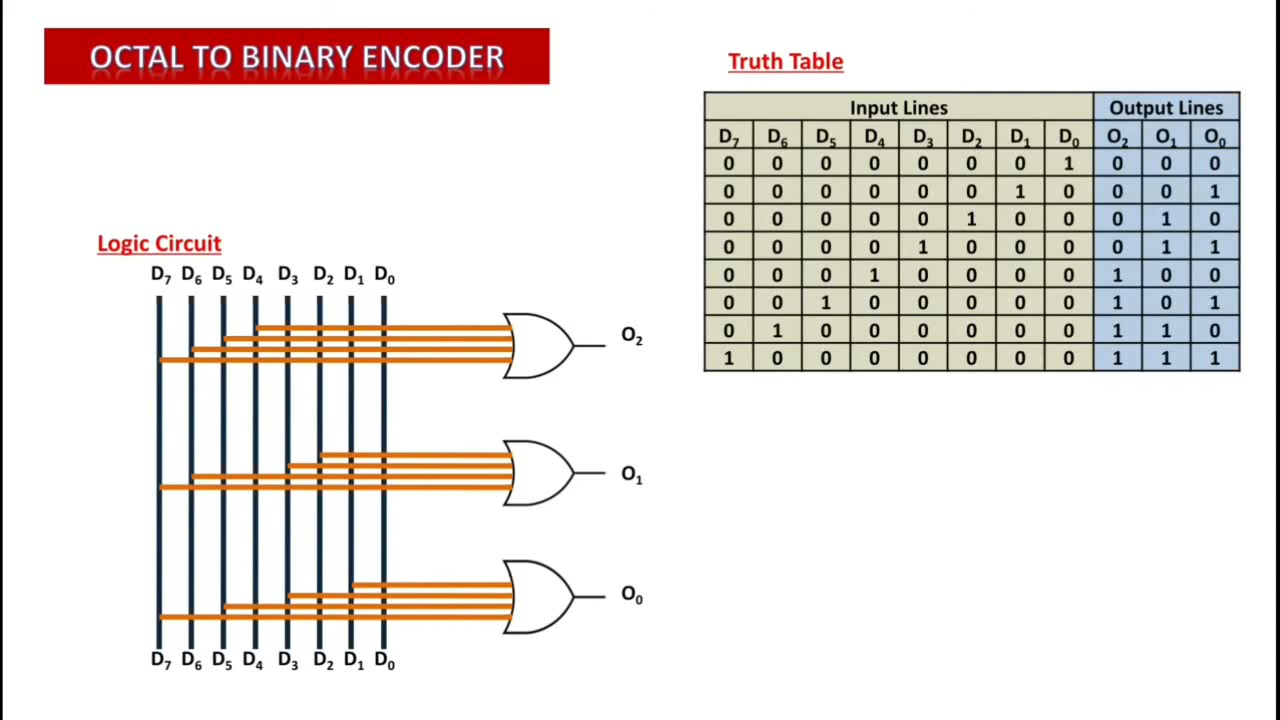 OCTAL TO BINARY ENCODER
Truth Table
Input Lines Output Lines
D7 D6 D5 D4 D3 D2 D1 D0 O2 O1 O0
0 0 0 0 0 0 0 1 0 0 0
0 0 0 0 0 0 1 0 0 0 1
0 0 0 0 0 1 0 0 0 1 0
0 0 0 0 1 0 0 0 0 1 1
0 0 0 1 0 0 0 0 1 0 0
0 0 1 0 0 0 0 0 1 0 1
0 1 0 0 0 0 0 0 1 1 0
1 0 0 0 0 0 0 0 1 1 1
Logic Circuit
D7 D6 D5 D4 D3 D2 D1 D0
O2
O1
O0
D7 D6 D5 D4 D3 D2 D1 D0